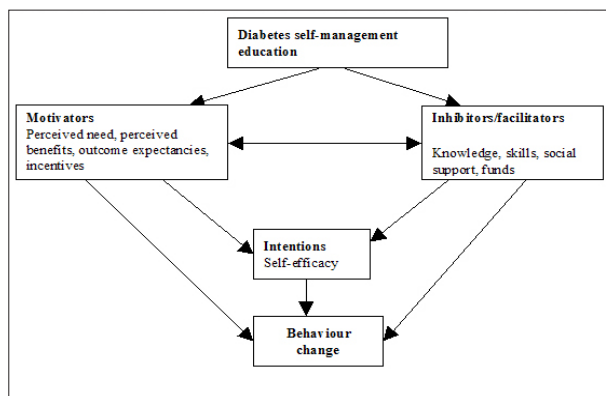 Diabetes self-management
education
Motivators
Perceived need, perceived
benefits, outcome expectancies,
incentives
Inhibitors/facilitators
Knowledge, skills, social
support, funds
Intentions
Self-efficacy
Behaviour
change